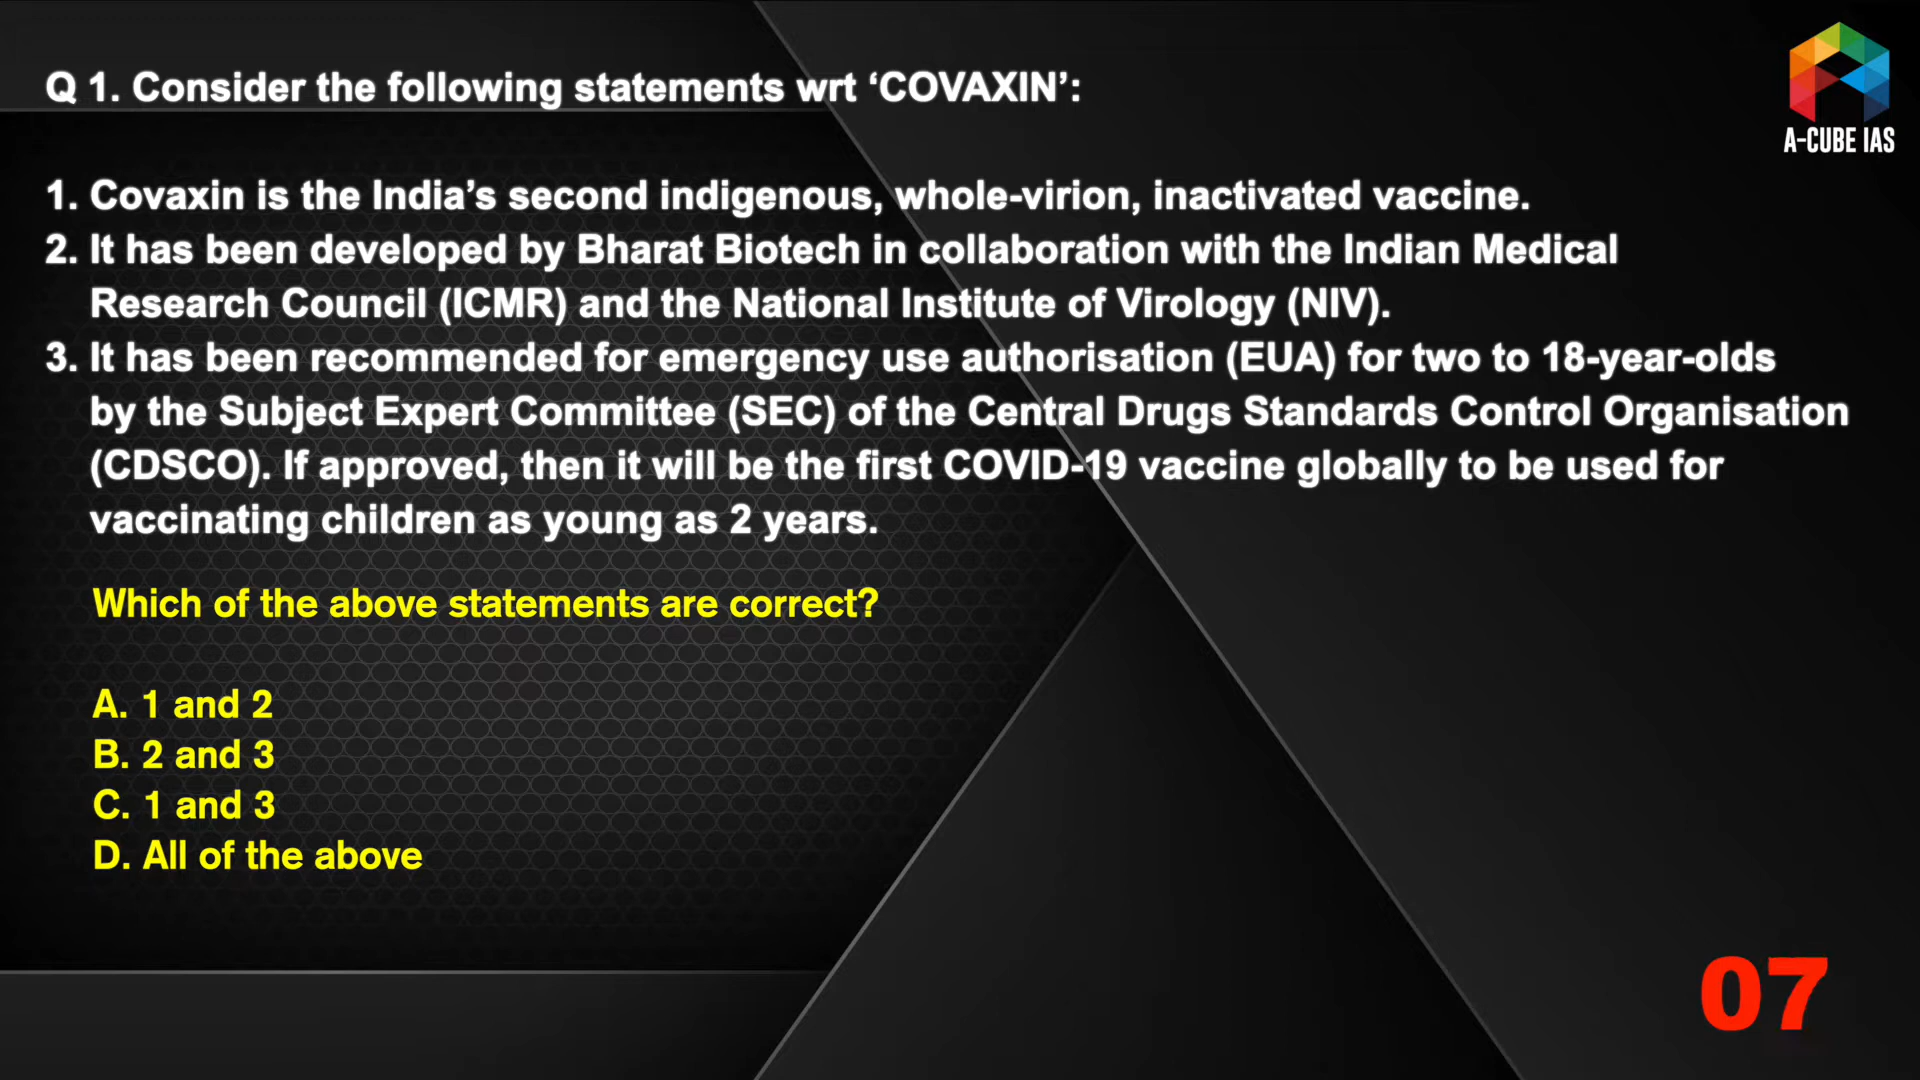 Q 1. Consider the following statements wrt ‘COVAXIN’:
A-CUBE IAS
1. Covaxin is the India’s second indigenous, whole-virion, inactivated vaccine.
2. It has been developed by Bharat Biotech in collaboration with the Indian Medical
Research Council (ICMR) and the National Institute of Virology (NIV).
3. It has been recommended for emergency use authorisation (EUA) for two to 18-year-olds
by the Subject Expert Committee (SEC) of the Central Drugs Standards Control Organisation
(CDSCO). If approved, then it will be the first COVID-19 vaccine globally to be used for
vaccinating children as young as 2 years.
Which of the above statements are correct?
A. 1 and 2
B. 2 and 3
C. 1 and 3
D. All of the above
07